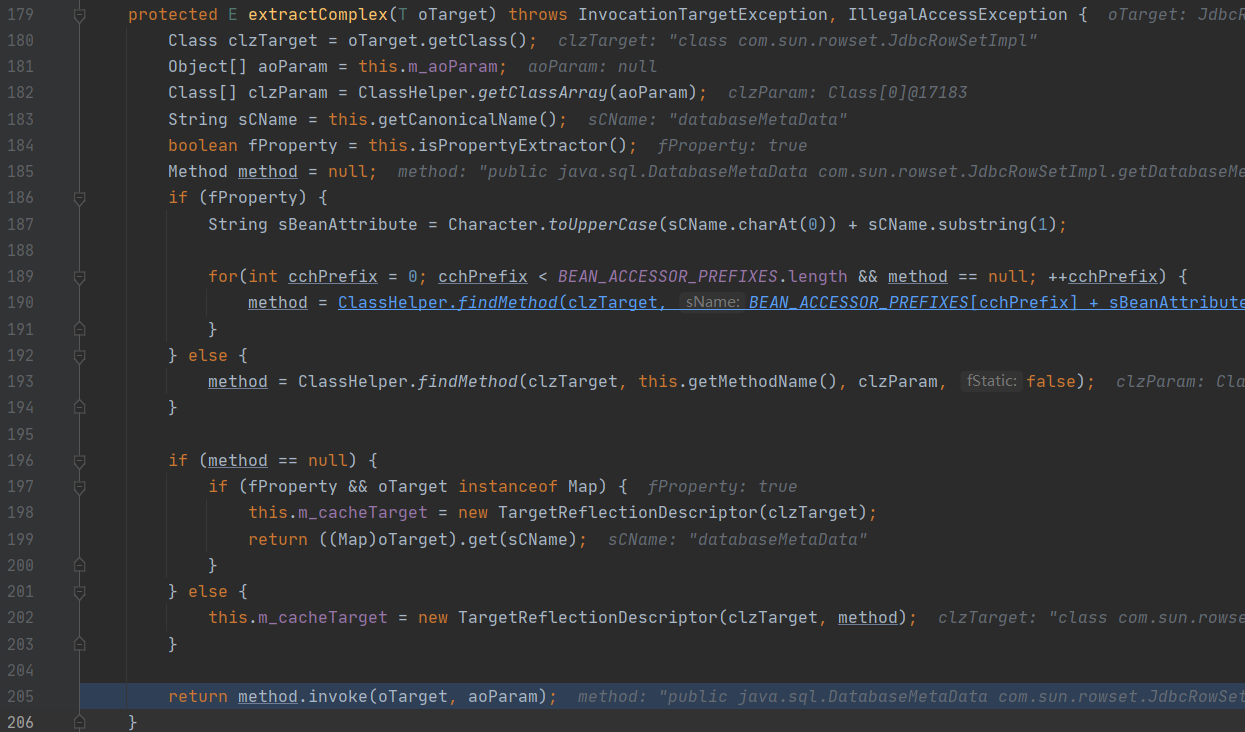 179 protected E extractComplex(T oTarget) throws InvocationTargetException, IllegalAccessException { oTarget:
180 Class clzTarget = oTarget.getClass(); clzTarget: "class com.sun.rowset.JdbcRowSetImpl"
181 Object[] aoParam = this.m_aoParam; aoParam: null
182 Class[] clzParam = ClassHelper.getClassArray(aoParam); clzParam: Class[0]@17183
183 String sCName = this.getCanonicalName(); sCName: "databaseMetaData"
184 boolean fProperty = this.isPropertyExtractor(); fProperty: true
185 Method method = null; method: "public java.sql.DatabaseMetaData com.sun.rowset.JdbcRowSetImpl.getDatabaseMe
186 if (fProperty) {
187 String sBeanAttribute = Character.toUpperCase(sCName.charAt(0)) + sCName.substring(1);
188
189 for(int cchPrefix = 0; cchPrefix < BEAN_ACCESSOR_PREFIXES.length && method == null; ++cchPrefix) {
190 method = ClassHelper.findMethod(clzTarget, sName: BEAN_ACCESSOR_PREFIXES[cchPrefix] + sBeanAttribute
191 }
192 } else {
193 method = ClassHelper.findMethod(clzTarget, this.getMethodName(), clzParam, fStatic: false); clzParam: Cla
194 }
195
196 if (method == null) {
197 if (fProperty && oTarget instanceof Map) { fProperty: true
198 this.m_cacheTarget = new TargetReflectionDescriptor(clzTarget);
199 return ((Map)oTarget).get(sCName); sCName: "databaseMetaData"
200 }
201 } else {
202 this.m_cacheTarget = new TargetReflectionDescriptor(clzTarget, method); clzTarget: "class com.sun.rowse
203 }
204
205 return method.invoke(oTarget, aoParam); method: "public java.sql.DatabaseMetaData com.sun.rowset.JdbcRowSet
206 }